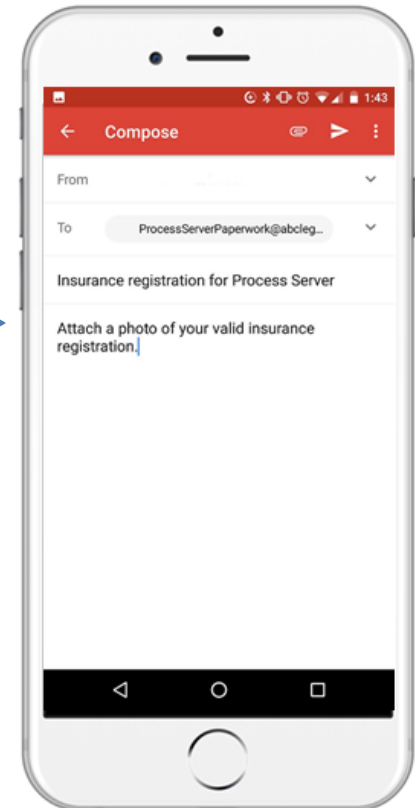 1:43
Compose
From
To ProcessServerPaperwork@abcleg...
Insurance registration for Process Server
Attach a photo of your valid insurance
registration.